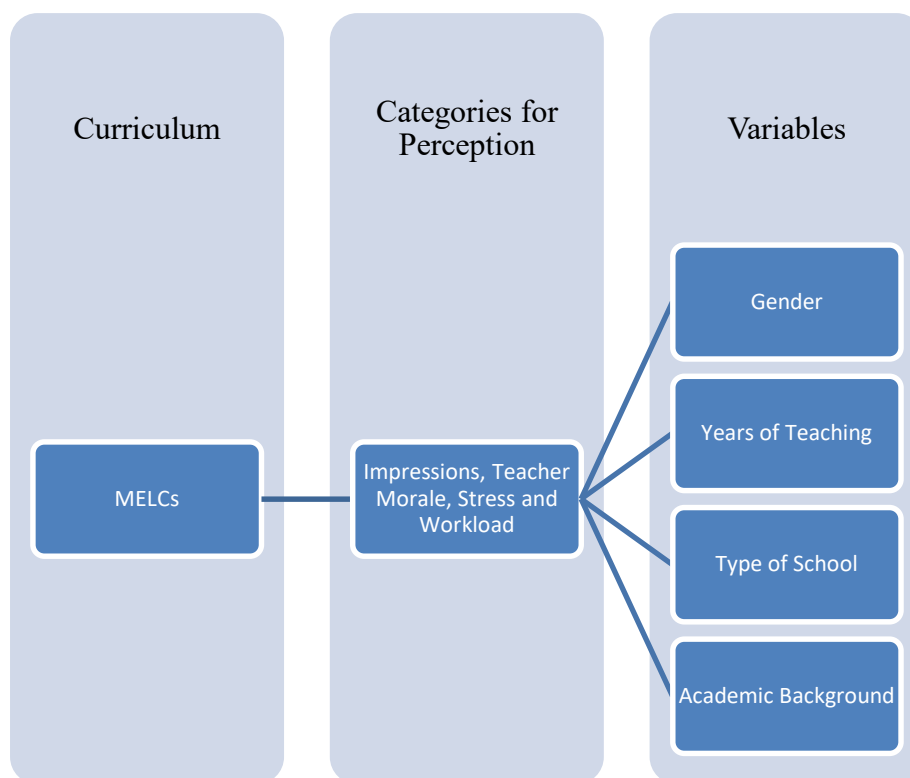 Curriculum
Categories for
Perception
Variables
MELCs
Impressions, Teacher
Morale, Stress and
Workload
Gender
Years of Teaching
Type of School
Academic Background